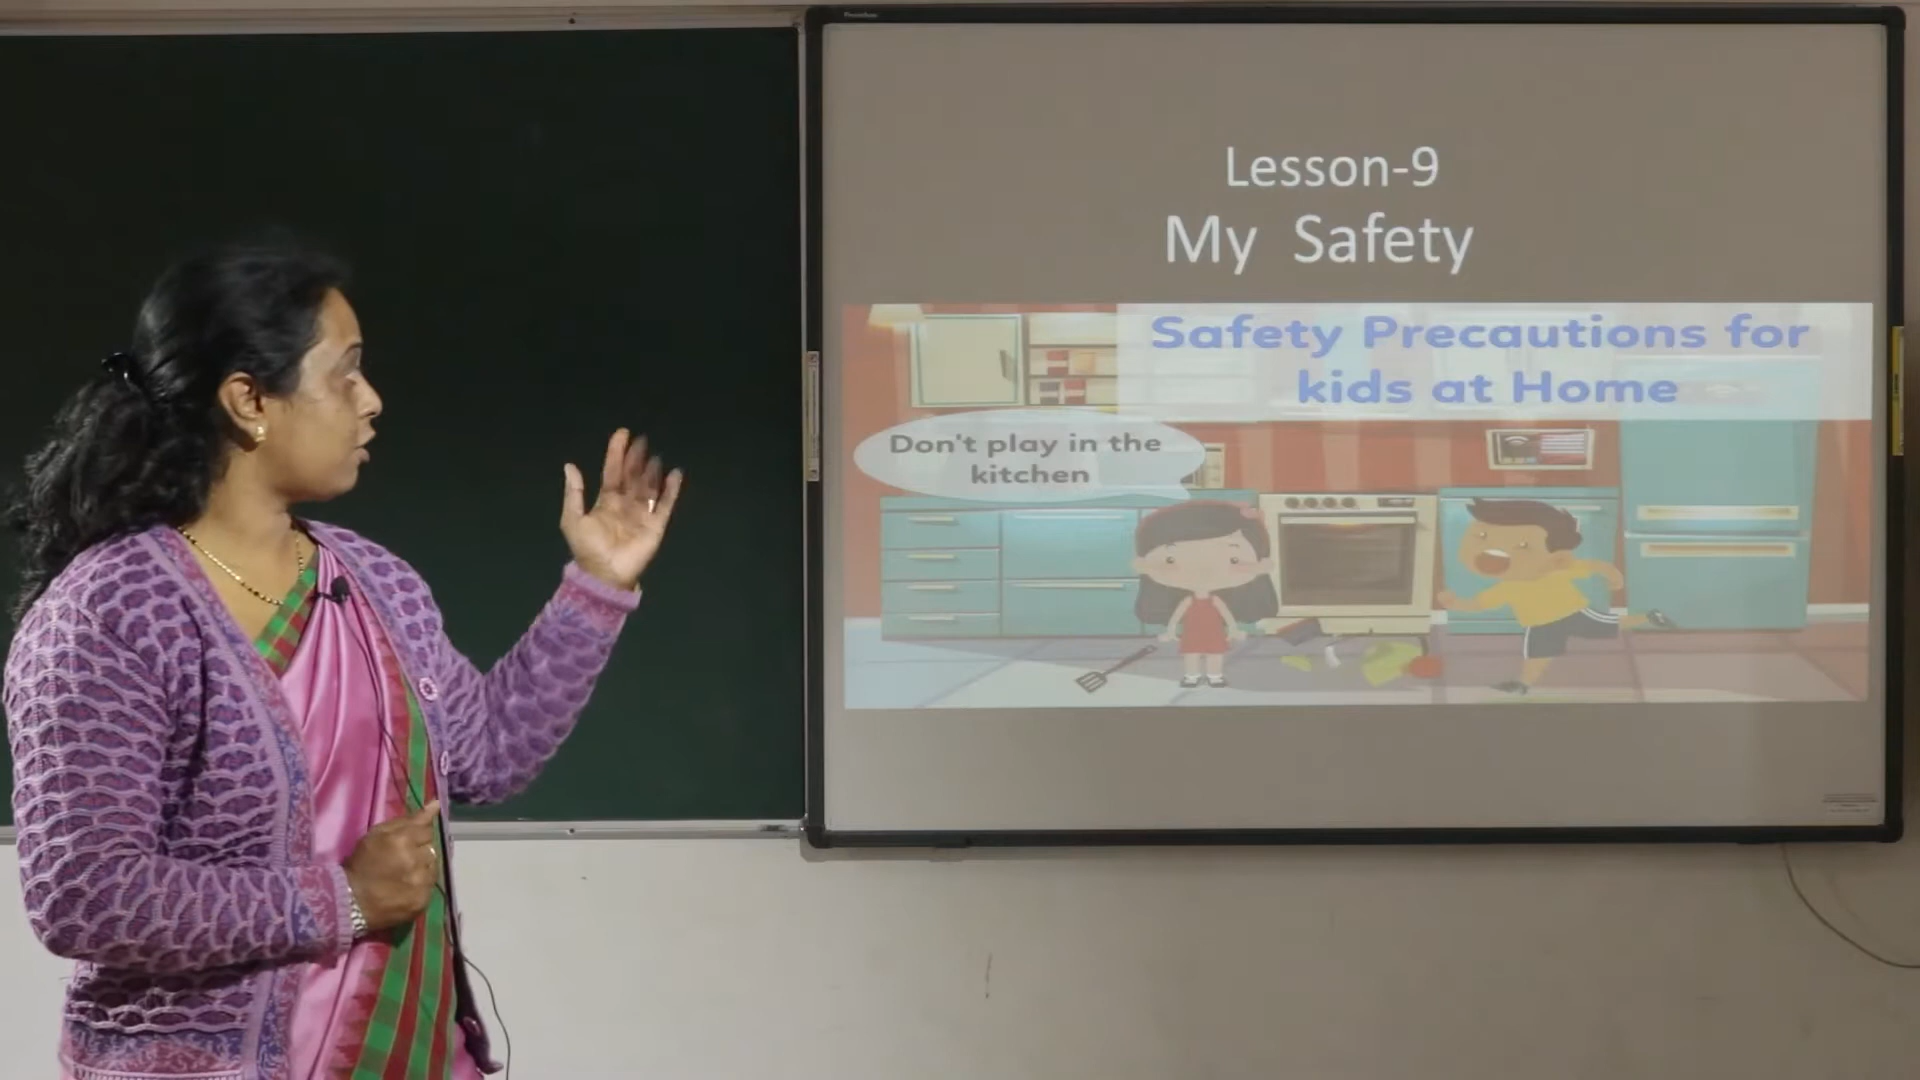 Lesson-9
My Safety
Safety Precautions for
kids at Home
Don't play in the
kitchen